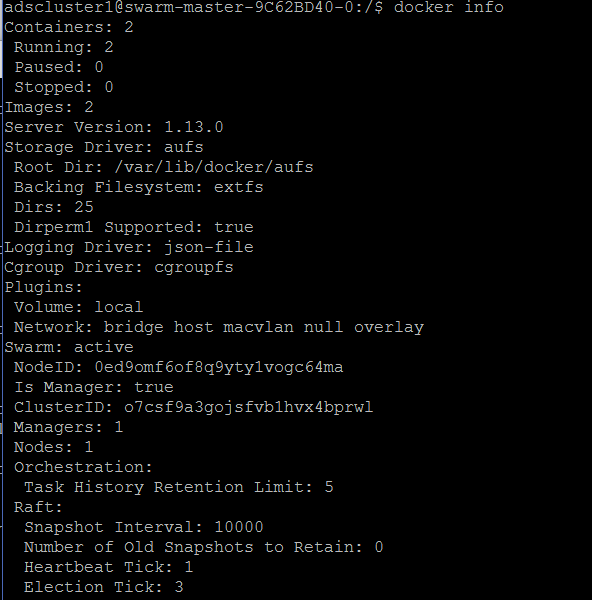 adscluster1@swarm-master-9C62BD40-0:/$ docker info
Containers: 2
 Running: 2
 Paused: 0
 Stopped: 0
Images: 2
Server Version: 1.13.0
Storage Driver: aufs
 Root Dir: /var/lib/docker/aufs
 Backing Filesystem: extfs
 Dirs: 25
 Dirperm1 Supported: true
Logging Driver: json-file
Cgroup Driver: cgroupfs
Plugins:
 Volume: local
 Network: bridge host macvlan null overlay
Swarm: active
 NodeID: 0ed9omf6of8q9yty1vogc64ma
 Is Manager: true
 ClusterID: o7csf9a3gojsfvb1hvx4bprwl
 Managers: 1
 Nodes: 1
 Orchestration:
  Task History Retention Limit: 5
 Raft:
  Snapshot Interval: 10000
  Number of Old Snapshots to Retain: 0
  Heartbeat Tick: 1
  Election Tick: 3